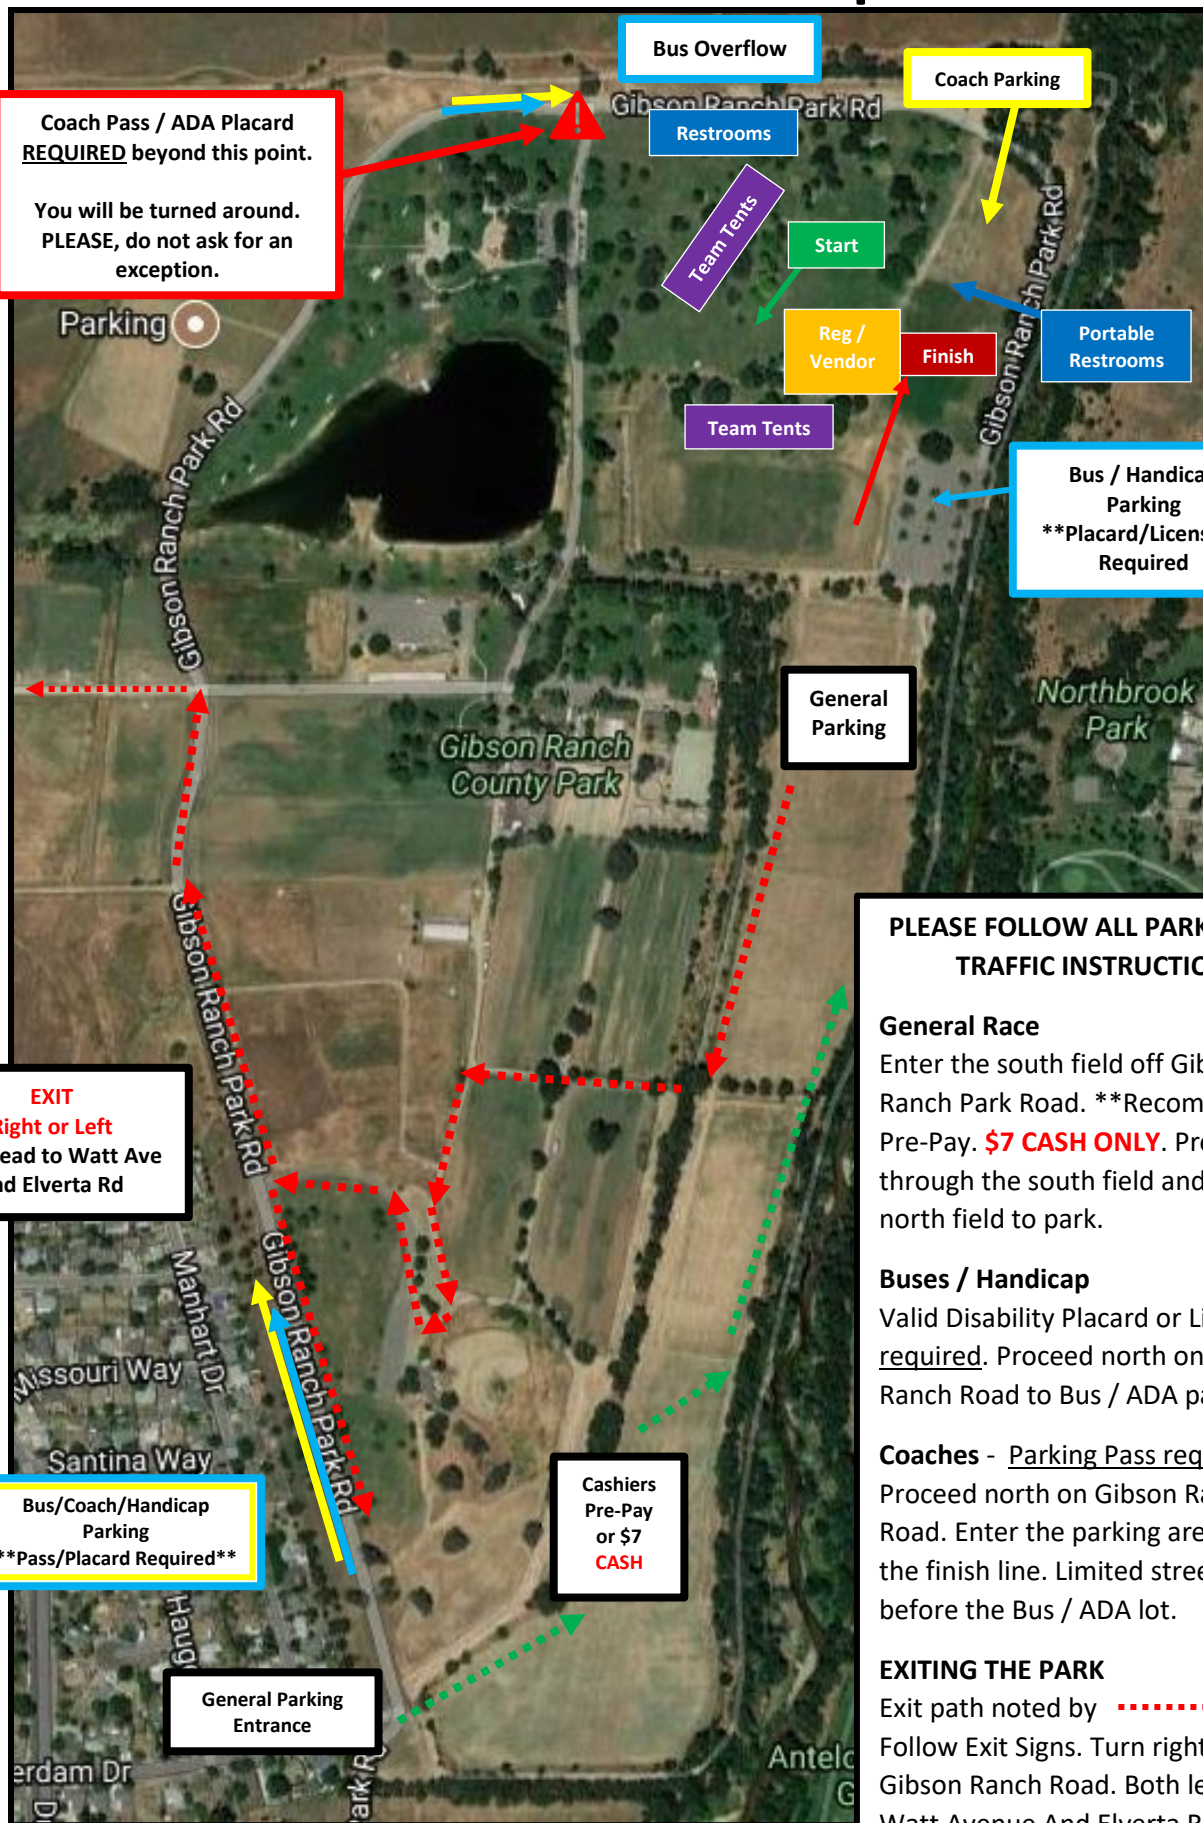 Bus Overflow
Coach Parking
Gibson Ranch Park Rd
Coach Pass / ADA Placard
REQUIRED beyond this point.
You will be turned around.
PLEASE, do not ask for an
exception.
Restrooms
Team Tents
Start
Gibson Ranch Park Rd
Parking
Reg /
Vendor
Finish
Portable
Restrooms
Team Tents
Gibson Ranch Park Rd
Bus / Handica
Parking
**Placard/Licens
Required
General
Parking
Northbrook
Park
Gibson Ranch
County Park
Gibson Ranch Park Rd
EXIT
Right or Left
ead to Watt Ave
nd Elverta Rd
Gibson Ranch Park Rd
Manhart Dr
Missouri Way
Santina Way
Bus/Coach/Handicap
Parking
**Pass/Placard Required**
Cashiers
Pre-Pay
or $7
CASH
General Parking
Entrance
erdam Dr
Park R
Antelo
G
PLEASE FOLLOW ALL PARK
TRAFFIC INSTRUCTIO
General Race
Enter the south field off Gib
Ranch Park Road. **Recom
Pre-Pay. $7 CASH ONLY. Pro
through the south field and
north field to park.
Buses / Handicap
Valid Disability Placard or Li
required. Proceed north on
Ranch Road to Bus / ADA pa
Coaches - Parking Pass req
Proceed north on Gibson Ra
Road. Enter the parking are
the finish line. Limited stree
before the Bus / ADA lot.
EXITING THE PARK
Exit path noted by
Follow Exit Signs. Turn right
Gibson Ranch Road. Both le
Watt Avenue And Elverta R